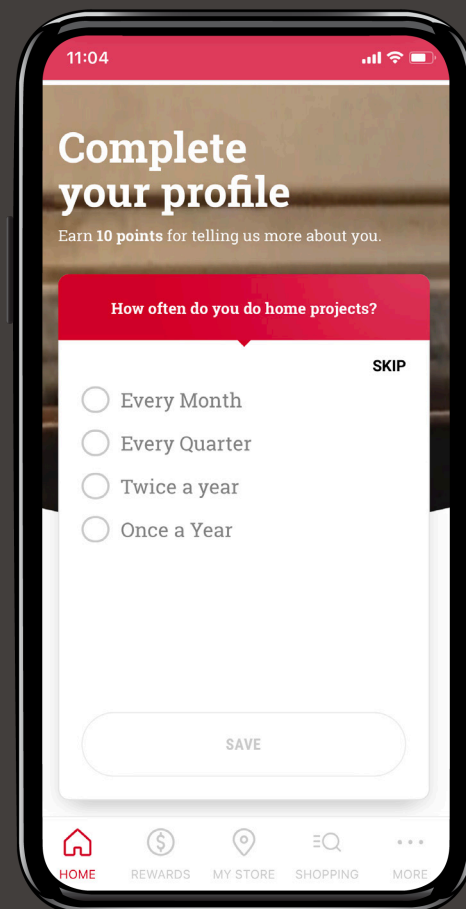 11:04
Complete
your profile
Earn 10 points for telling us more about you.
How often do you do home projects?
SKIP
Every Month
Every Quarter
Twice a year
Once a Year
SAVE
HOME REWARDS MY STORE SHOPPING MORE